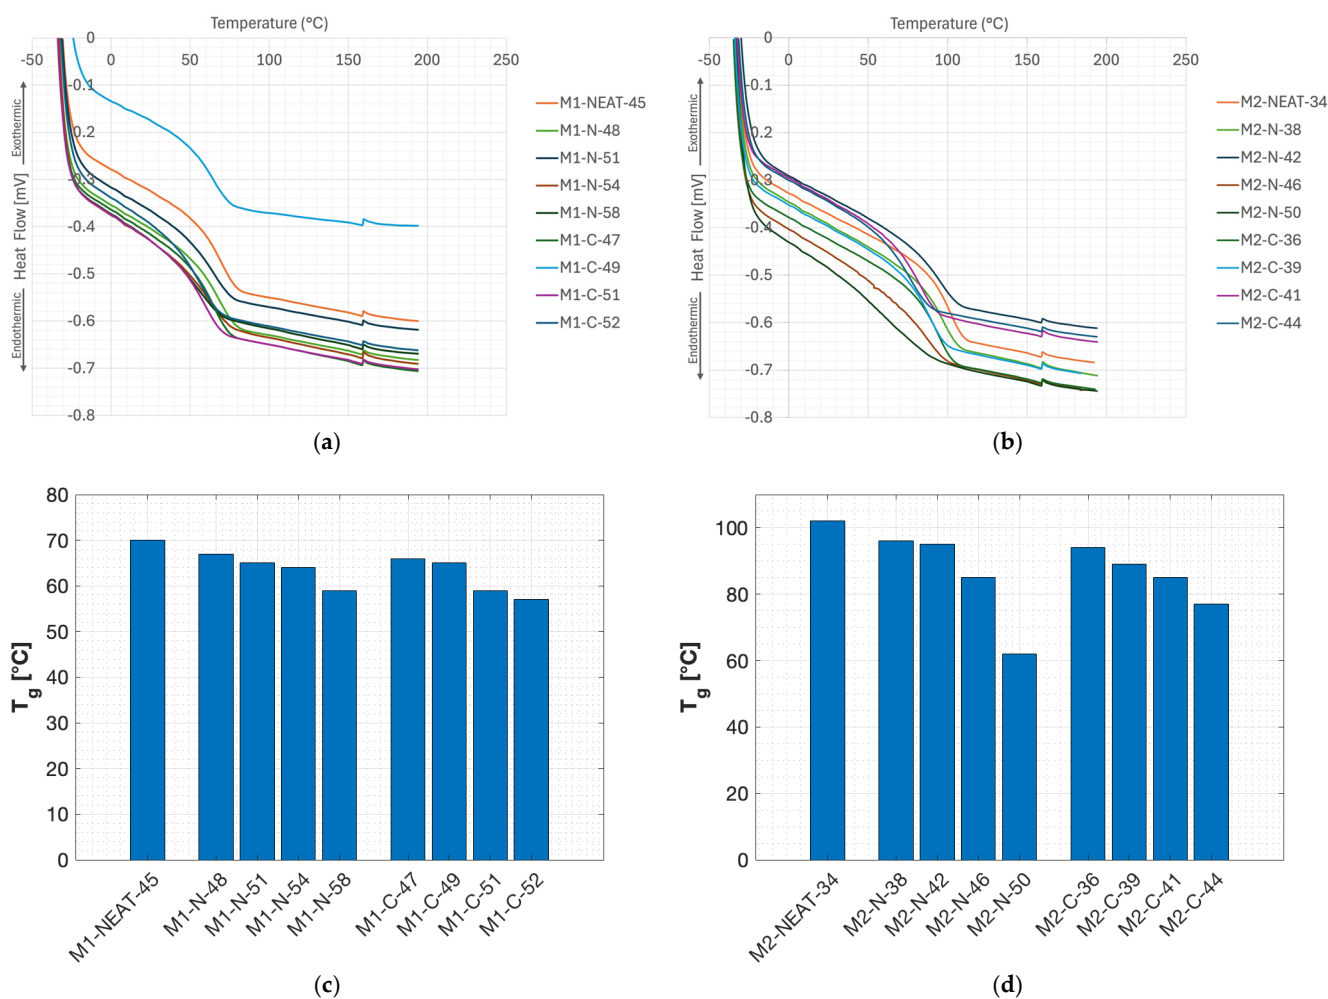 Temperature (°C)
-50 0 50 100 150 200 250
0
-0.1
-0.2
-0.3
-0.4
-0.5
-0.6
-0.7
-0.8
Exothermic
Heat Flow [mV]
Endothermic
M1-NEAT-45
M1-N-48
M1-N-51
M1-N-54
M1-N-58
M1-C-47
M1-C-49
M1-C-51
M1-C-52
(a)
Temperature (°C)
-50 0 50 100 150 200 250
0
-0.1
-0.2
-0.3
-0.4
-0.5
-0.6
-0.7
-0.8
Exothermic
Heat Flow [mV]
Endothermic
M2-NEAT-34
M2-N-38
M2-N-42
M2-N-46
M2-N-50
M2-C-36
M2-C-39
M2-C-41
M2-C-44
(b)
80
70
60
50
40
30
20
10
0
Tg [°C]
M1-NEAT-45
M1-N-48
M1-N-51
M1-N-54
M1-N-58
M1-C-47
M1-C-49
M1-C-51
M1-C-52
(c)
100
80
60
40
20
0
Tg [°C]
M2-NEAT-34
M2-N-38
M2-N-42
M2-N-46
M2-N-50
M2-C-36
M2-C-39
M2-C-41
M2-C-44
(d)